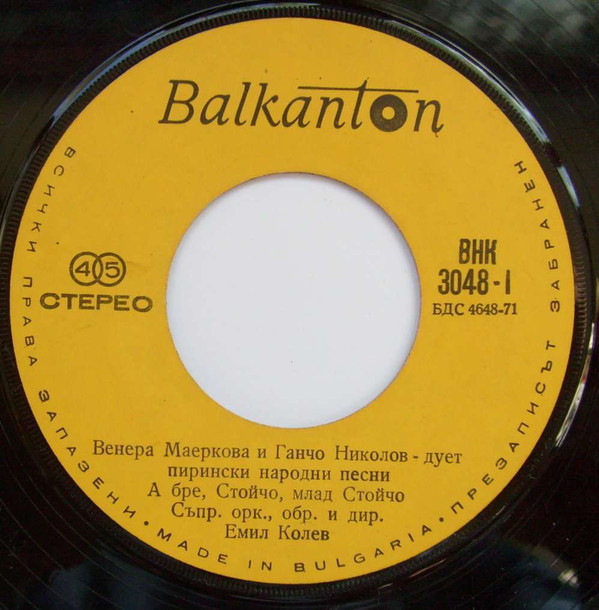 Balkanton
45
СТЕРЕО
ВНК
3048-I
БДС 4648-71
Венера Маеркова и Ганчо Николов - дует
пирински народни песни
А бре, Стойчо, млад Стойчо
Съпр. орк., обр. и дир.
Емил Колев
ВСИЧКИ ПРАВА ЗАПАЗЕНИ • MADE IN BULGARIA • ПРЕЗАПИСЪТ ЗАБРАНЕН